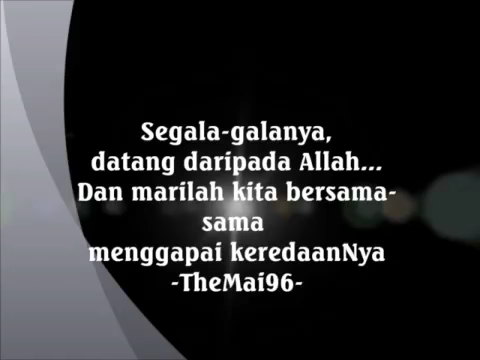 Segala-galanya,
datang daripada Allah...
Dan marilah kita bersama-
sama
menggapai keredaanNya
-TheMai96-